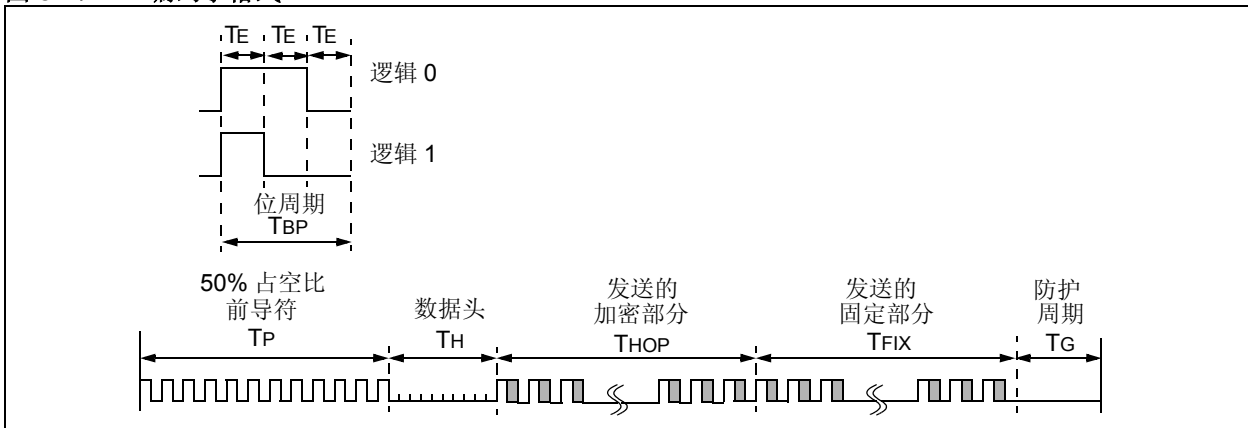 TE TE TE
逻辑 0
逻辑 1
位周期
TBP
50% 占空比
前导符
TP
数据头
TH
发送的
加密部分
THOP
发送的
固定部分
TFIX
防护
周期
TG